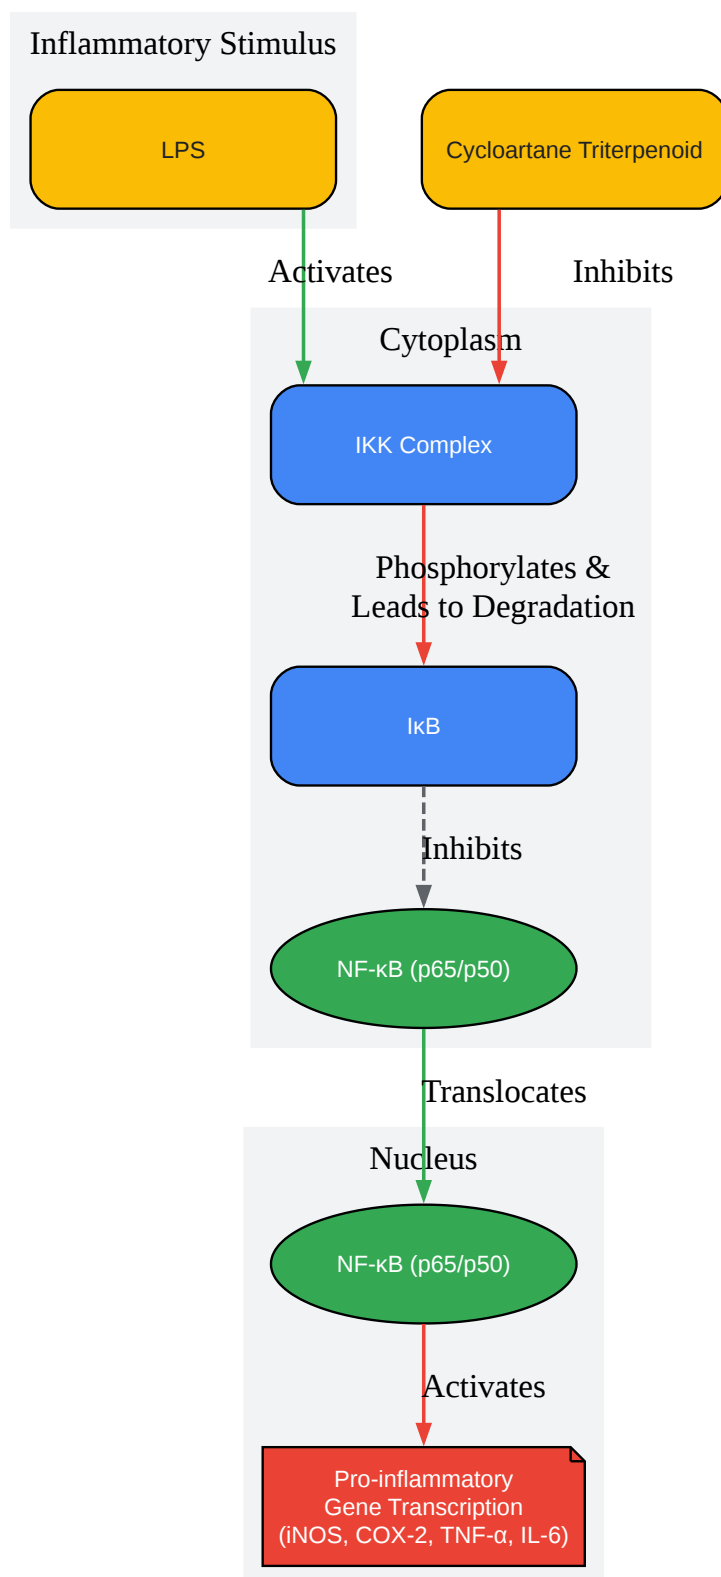 Inflammatory Stimulus
LPS
Cycloartane Triterpenoid
Activates
Inhibits
Cytoplasm
IKK Complex
Phosphorylates &
Leads to Degradation
IκB
Inhibits
NF-κB (p65/p50)
Translocates
Nucleus
NF-κB (p65/p50)
Activates
Pro-inflammatory
Gene Transcription
(iNOS, COX-2, TNF-α, IL-6)